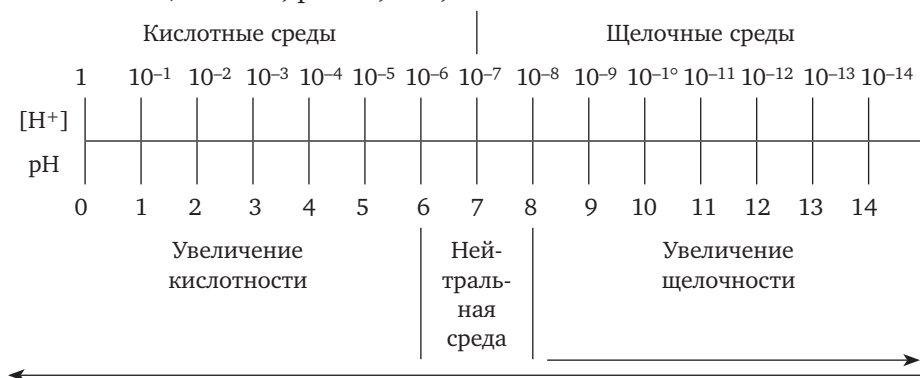 Кислотные среды Щелочные среды
1 10–1 10–2 10–3 10–4 10–5 10–6 10–7 10–8 10–9 10–1° 10–11 10–12 10–13 10–14
[H+]
pH
0 1 2 3 4 5 6 7 8 9 10 11 12 13 14
Увеличение
кислотности
Ней-
траль-
ная
среда
Увеличение
щелочности